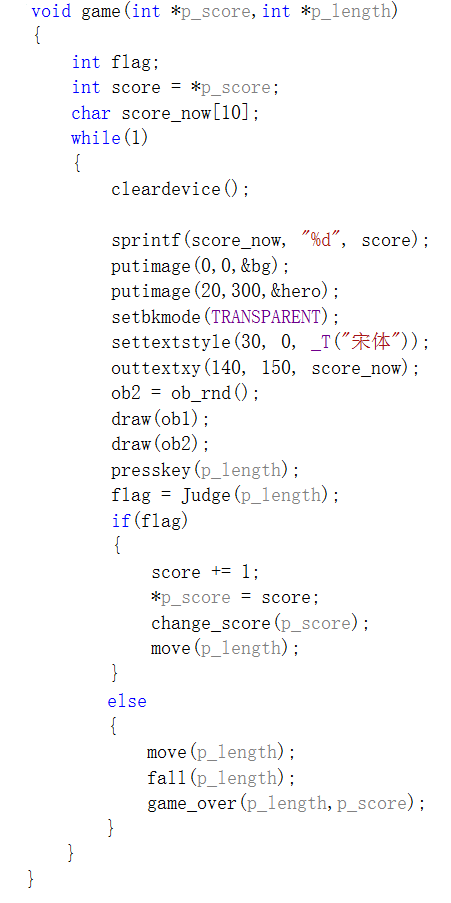 void game(int *p_score,int *p_length)
{
    int flag;
    int score = *p_score;
    char score_now[10];
    while(1)
    {
        cleardevice();

        sprintf(score_now, "%d", score);
        putimage(0,0,&bg);
        putimage(20,300,&hero);
        setbkmode(TRANSPARENT);
        settextstyle(30, 0, _T("宋体"));
        outtextxy(140, 150, score_now);
        ob2 = ob_rnd();
        draw(ob1);
        draw(ob2);
        presskey(p_length);
        flag = Judge(p_length);
        if(flag)
        {
            score += 1;
            *p_score = score;
            change_score(p_score);
            move(p_length);
        }
        else
        {
            move(p_length);
            fall(p_length);
            game_over(p_length,p_score);
        }
    }
}